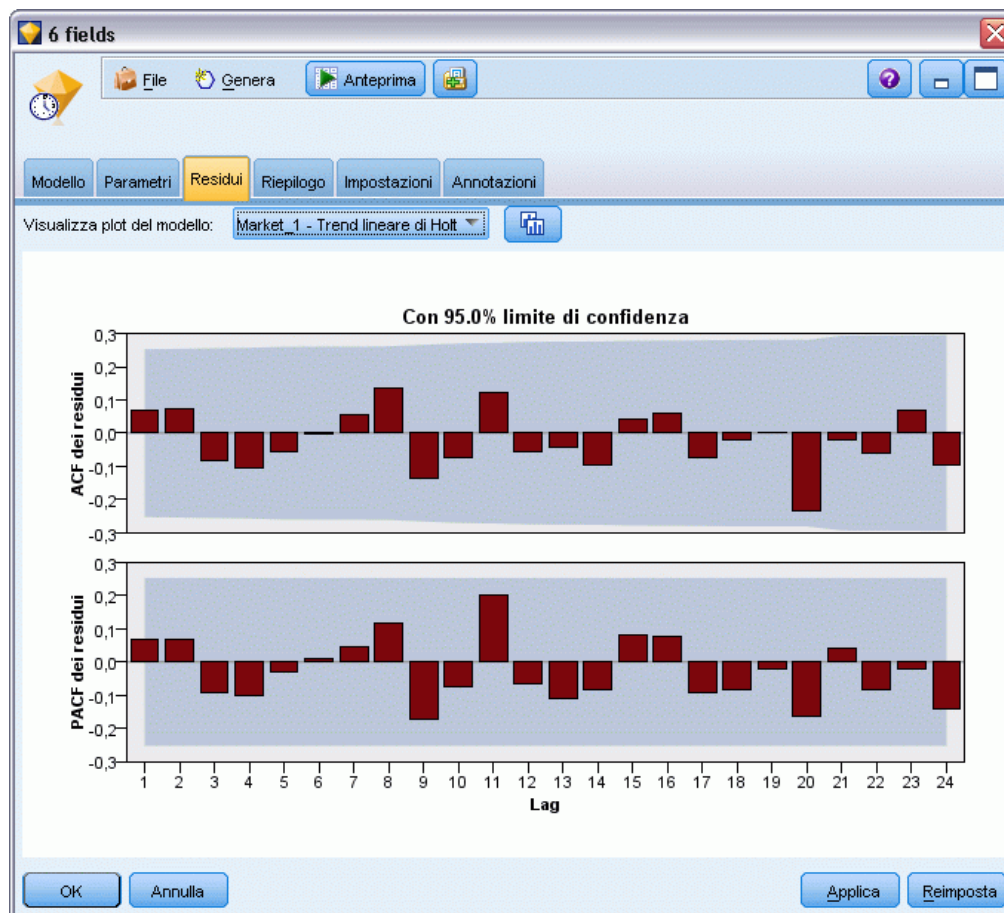 6 fields
File Genera Anteprima
Modello Parametri Residui Riepilogo Impostazioni Annotazioni
Visualizza plot del modello: Market_1 - Trend lineare di Holt
Con 95.0% limite di confidenza
ACF dei residui
0,3
0,2
0,1
0,0
-0,1
-0,2
-0,3
PACF dei residui
0,3
0,2
0,1
0,0
-0,1
-0,2
-0,3
1 2 3 4 5 6 7 8 9 10 11 12 13 14 15 16 17 18 19 20 21 22 23 24
Lag
OK Annulla Applica Reimposta